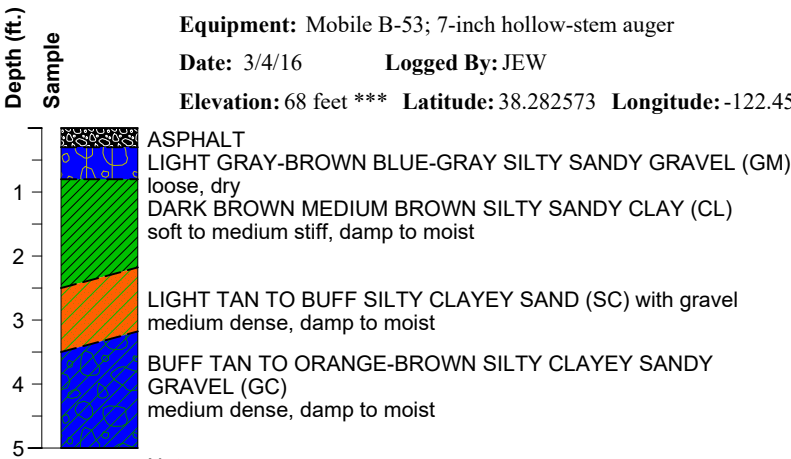 Depth (ft.)
Sample
Equipment: Mobile B-53; 7-inch hollow-stem auger
Date: 3/4/16 Logged By: JEW
Elevation: 68 feet *** Latitude: 38.282573 Longitude: -122.45
ASPHALT
LIGHT GRAY-BROWN BLUE-GRAY SILTY SANDY GRAVEL (GM)
loose, dry
1
DARK BROWN MEDIUM BROWN SILTY SANDY CLAY (CL)
soft to medium stiff, damp to moist
2
LIGHT TAN TO BUFF SILTY CLAYEY SAND (SC) with gravel
3
medium dense, damp to moist
BUFF TAN TO ORANGE-BROWN SILTY CLAYEY SANDY
4
GRAVEL (GC)
medium dense, damp to moist
5